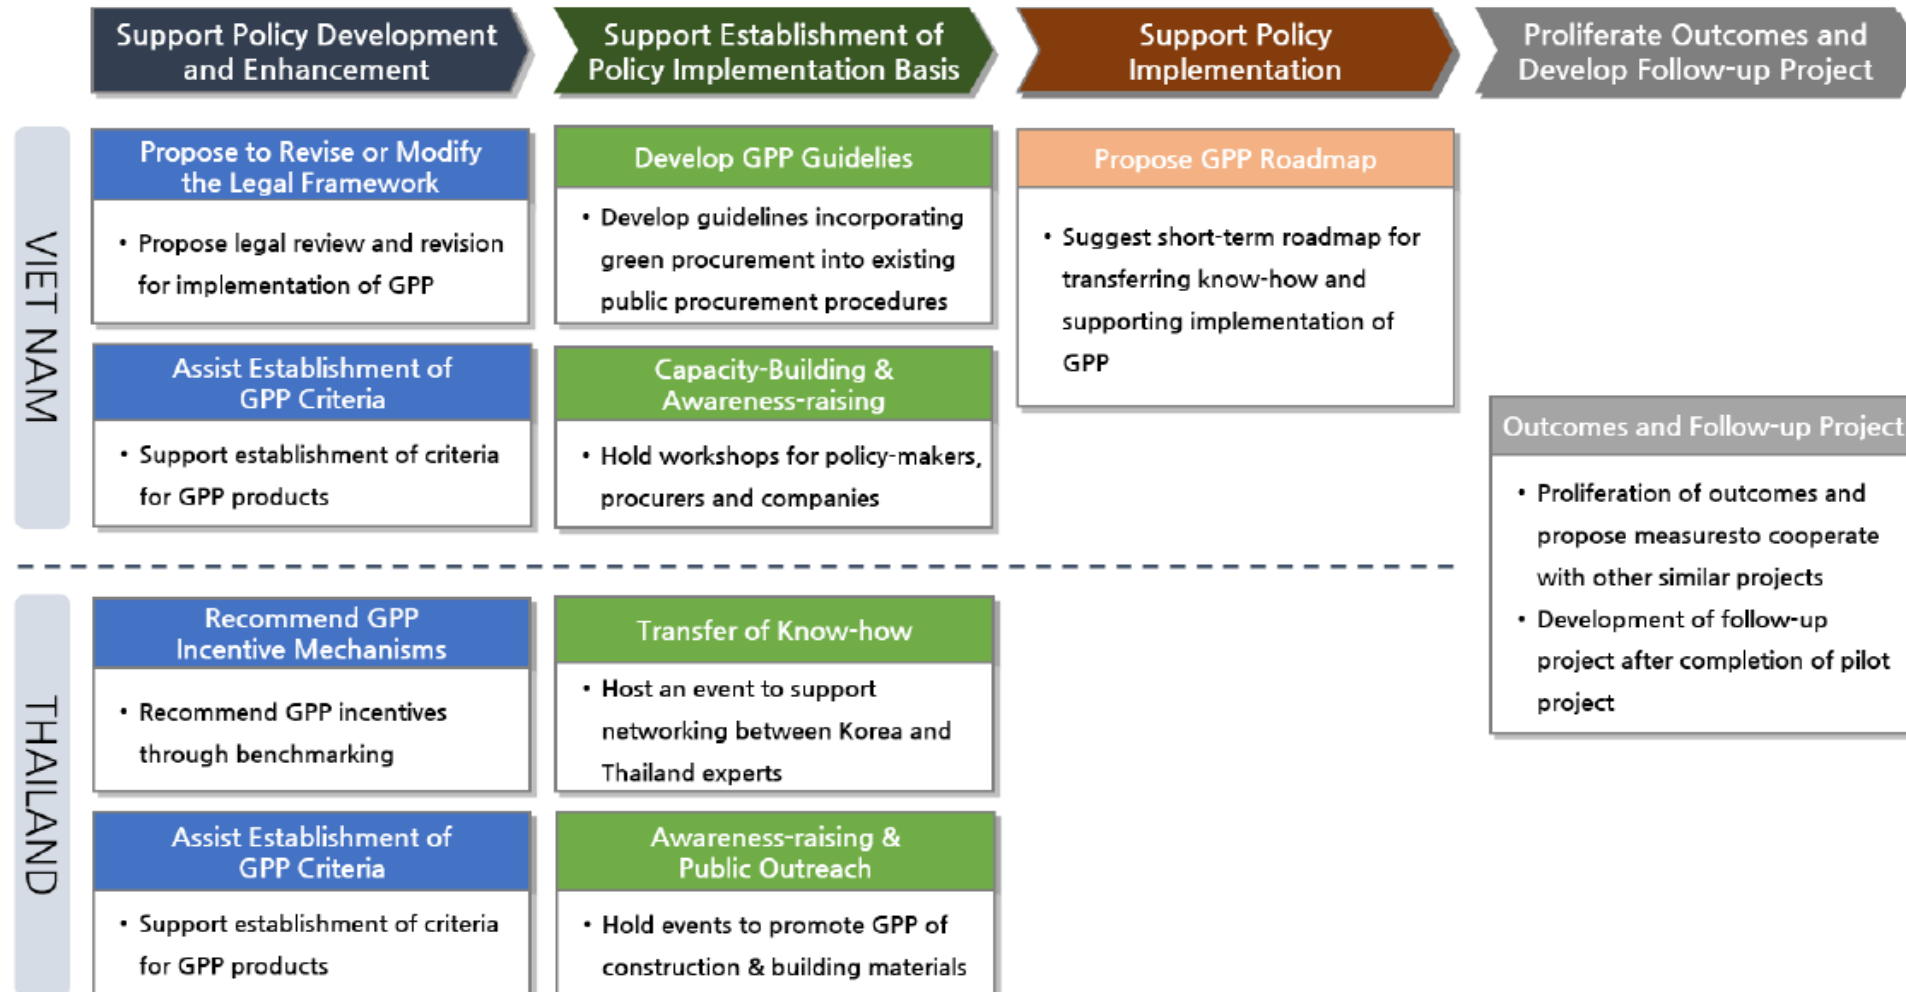 Support Policy Development
and Enhancement
Support Establishment of
Policy Implementation Basis
Support Policy
Implementation
Proliferate Outcomes and
Develop Follow-up Project
VIET NAM
Propose to Revise or Modify
the Legal Framework
• Propose legal review and revision
for implementation of GPP
Assist Establishment of
GPP Criteria
• Support establishment of criteria
for GPP products
Develop GPP Guidelies
• Develop guidelines incorporating
green procurement into existing
public procurement procedures
Capacity-Building &
Awareness-raising
• Hold workshops for policy-makers,
procurers and companies
Propose GPP Roadmap
• Suggest short-term roadmap for
transferring know-how and
supporting implementation of
GPP
THAILAND
Recommend GPP
Incentive Mechanisms
• Recommend GPP incentives
through benchmarking
Assist Establishment of
GPP Criteria
• Support establishment of criteria
for GPP products
Transfer of Know-how
• Host an event to support
networking between Korea and
Thailand experts
Awareness-raising &
Public Outreach
• Hold events to promote GPP of
construction & building materials
Outcomes and Follow-up Project
• Proliferation of outcomes and
propose measuresto cooperate
with other similar projects
• Development of follow-up
project after completion of pilot
project